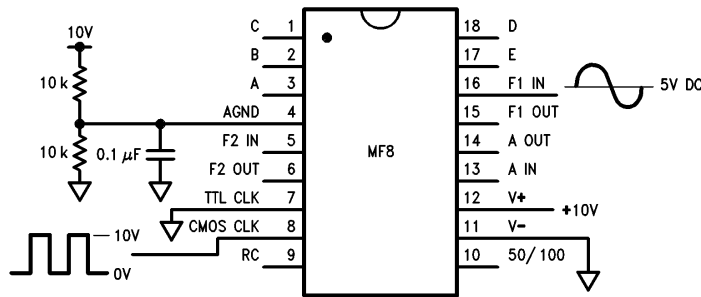 10V
10 k
10 k
0.1 μF
10V
0V
C 1
B 2
A 3
AGND 4
F2 IN 5
F2 OUT 6
TTL CLK 7
CMOS CLK 8
RC 9
MF8
18 D
17 E
16 F1 IN
15 F1 OUT
14 A OUT
13 A IN
12 V+
11 V-
10 50/100
5V DC
+10V